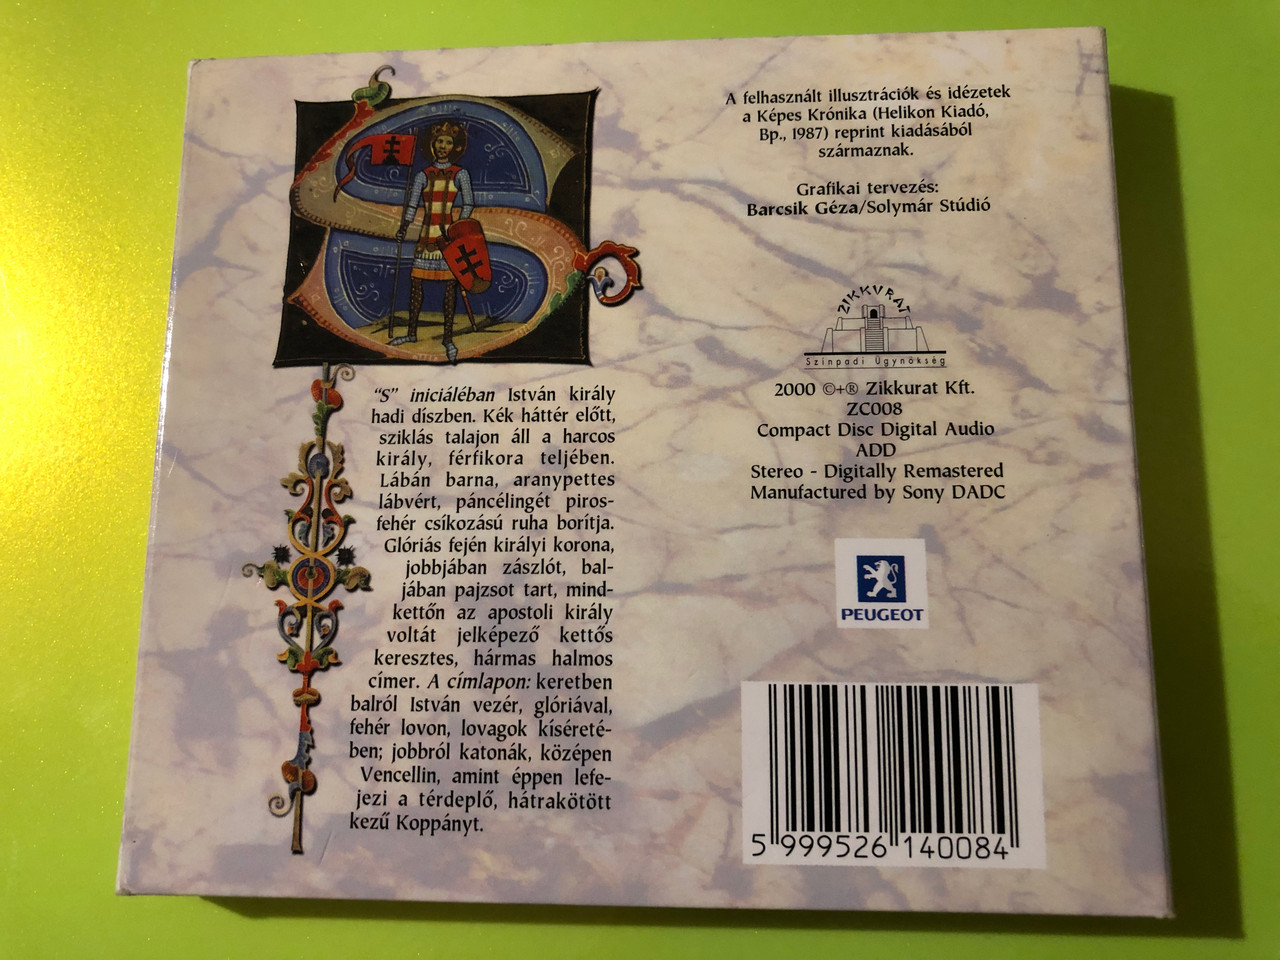 "S" iniciáléban István király
hadi díszben. Kék háttér előtt,
sziklás talajon áll a harcos
király, férfikora teljében.
Lábán barna, aranypettes
lábvért, páncélingét piros-
fehér csíkozású ruha borítja.
Glóriás fején királyi korona,
jobbjában zászlót, bal-
jában pajzsot tart, mind-
kettőn az apostoli király
voltát jelképező kettős
keresztes, hármas halmos
címer. A címlapon: keretben
balról István vezér, glóriával,
fehér lovon, lovagok kíséreté-
ben; jobbról katonák, középen
Vencellin, amint éppen lefe-
jezi a térdeplő, hátrakötött
kezű Koppányt.
A felhasznált illusztrációk és idézetek
a Képes Krónika (Helikon Kiadó,
Bp., 1987) reprint kiadásából
származnak.
Grafikai tervezés:
Barcsik Géza/Solymár Stúdió
ZIKKURAT
Színpadi Ügynökség
2000 ©+® Zikkurat Kft.
ZC008
Compact Disc Digital Audio
ADD
Stereo - Digitally Remastered
Manufactured by Sony DADC
PEUGEOT
5 999526 140084